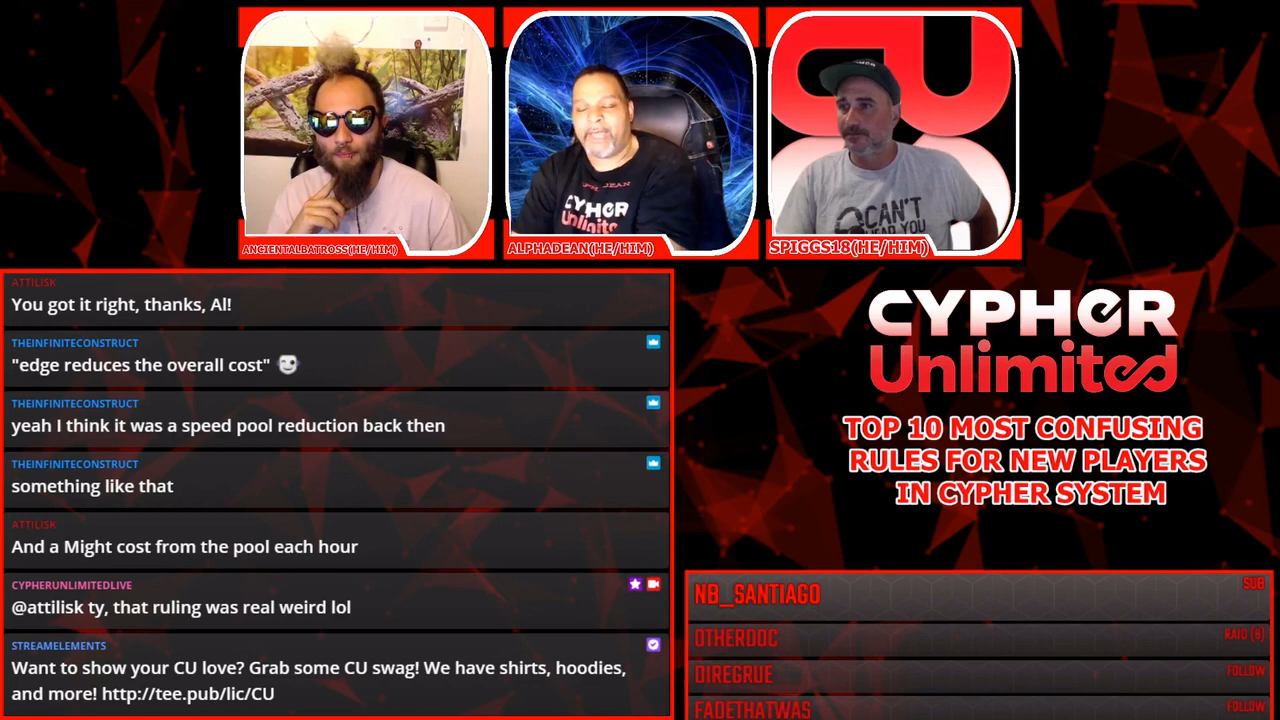 ANCIENTALBATROSS(HE/HIM)
CYPHER
Unlimite
ALPHADEAN(HE/HIM)
CU
CAN'T
SPIGGS18(HE/HIM)
ATTILISK
You got it right, thanks, Al!
THEINFINITECONSTRUCT
"edge reduces the overall cost"
THEINFINITECONSTRUCT
yeah I think it was a speed pool reduction back then
THEINFINITECONSTRUCT
something like that
ATTILISK
And a Might cost from the pool each hour
CYPHERUNLIMITEDLIVE
@attilisk ty, that ruling was real weird lol
STREAMELEMENTS
Want to show your CU love? Grab some CU swag! We have shirts, hoodies,
and more! http://tee.pub/lic/CU
CYPHER
Unlimited
TOP 10 MOST CONFUSING
RULES FOR NEW PLAYERS
IN CYPHER SYSTEM
NB_SANTIAGO SUB
OTHERDOC RAID (8)
DIREGRUE FOLLOW
FADETHATWAS FOLLOW